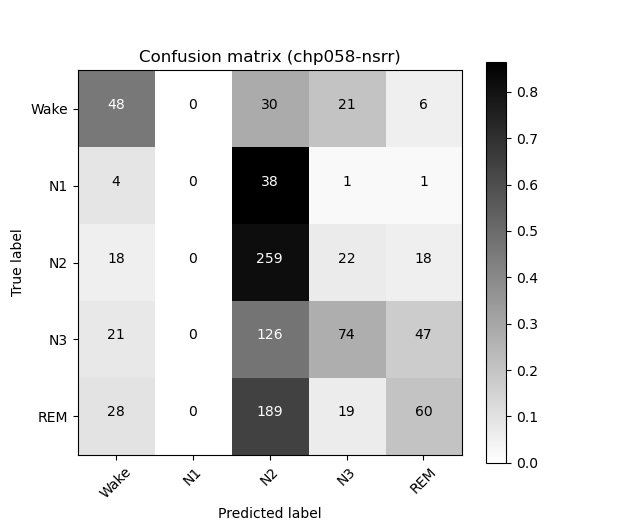 Confusion matrix (chp058-nsrr)
True label
Wake 48 0 30 21 6
N1 4 0 38 1 1
N2 18 0 259 22 18
N3 21 0 126 74 47
REM 28 0 189 19 60
Wake N1 N2 N3 REM
Predicted label
0.8
0.7
0.6
0.5
0.4
0.3
0.2
0.1
0.0